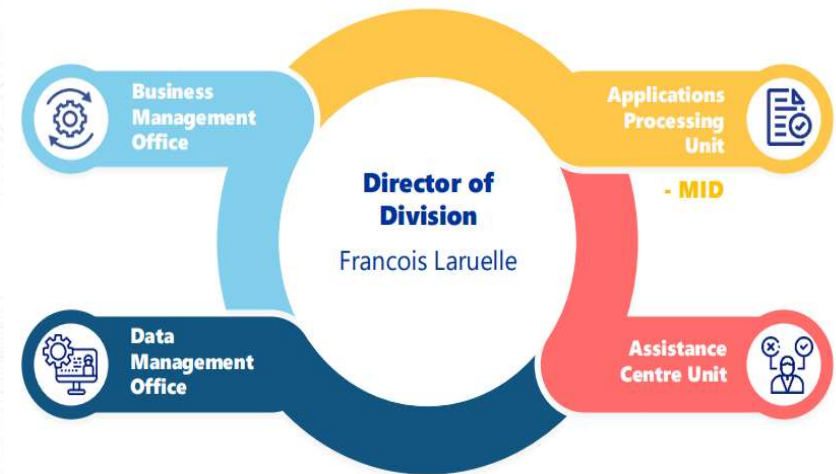 Business
Management
Office
Applications
Processing
Unit
- MID
Director of
Division
Francois Laruelle
Data
Management
Office
Assistance
Centre Unit